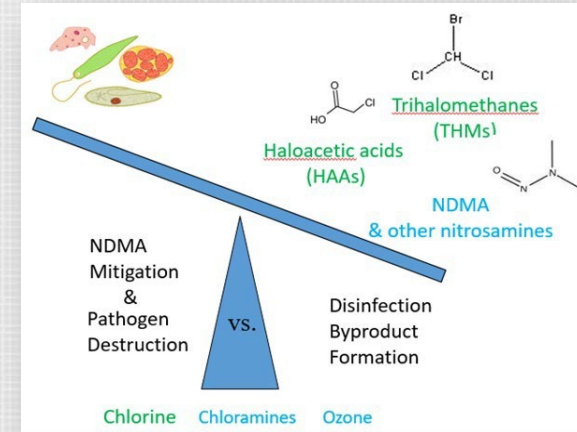 Br
CH
Cl
Cl
O
Cl
HO
Trihalomethanes
(THMs)
Haloacetic acids
(HAAs)
O
N
N
NDMA
& other nitrosamines
NDMA
Mitigation
&
Pathogen
Destruction
vs.
Disinfection
Byproduct
Formation
Chlorine Chloramines Ozone